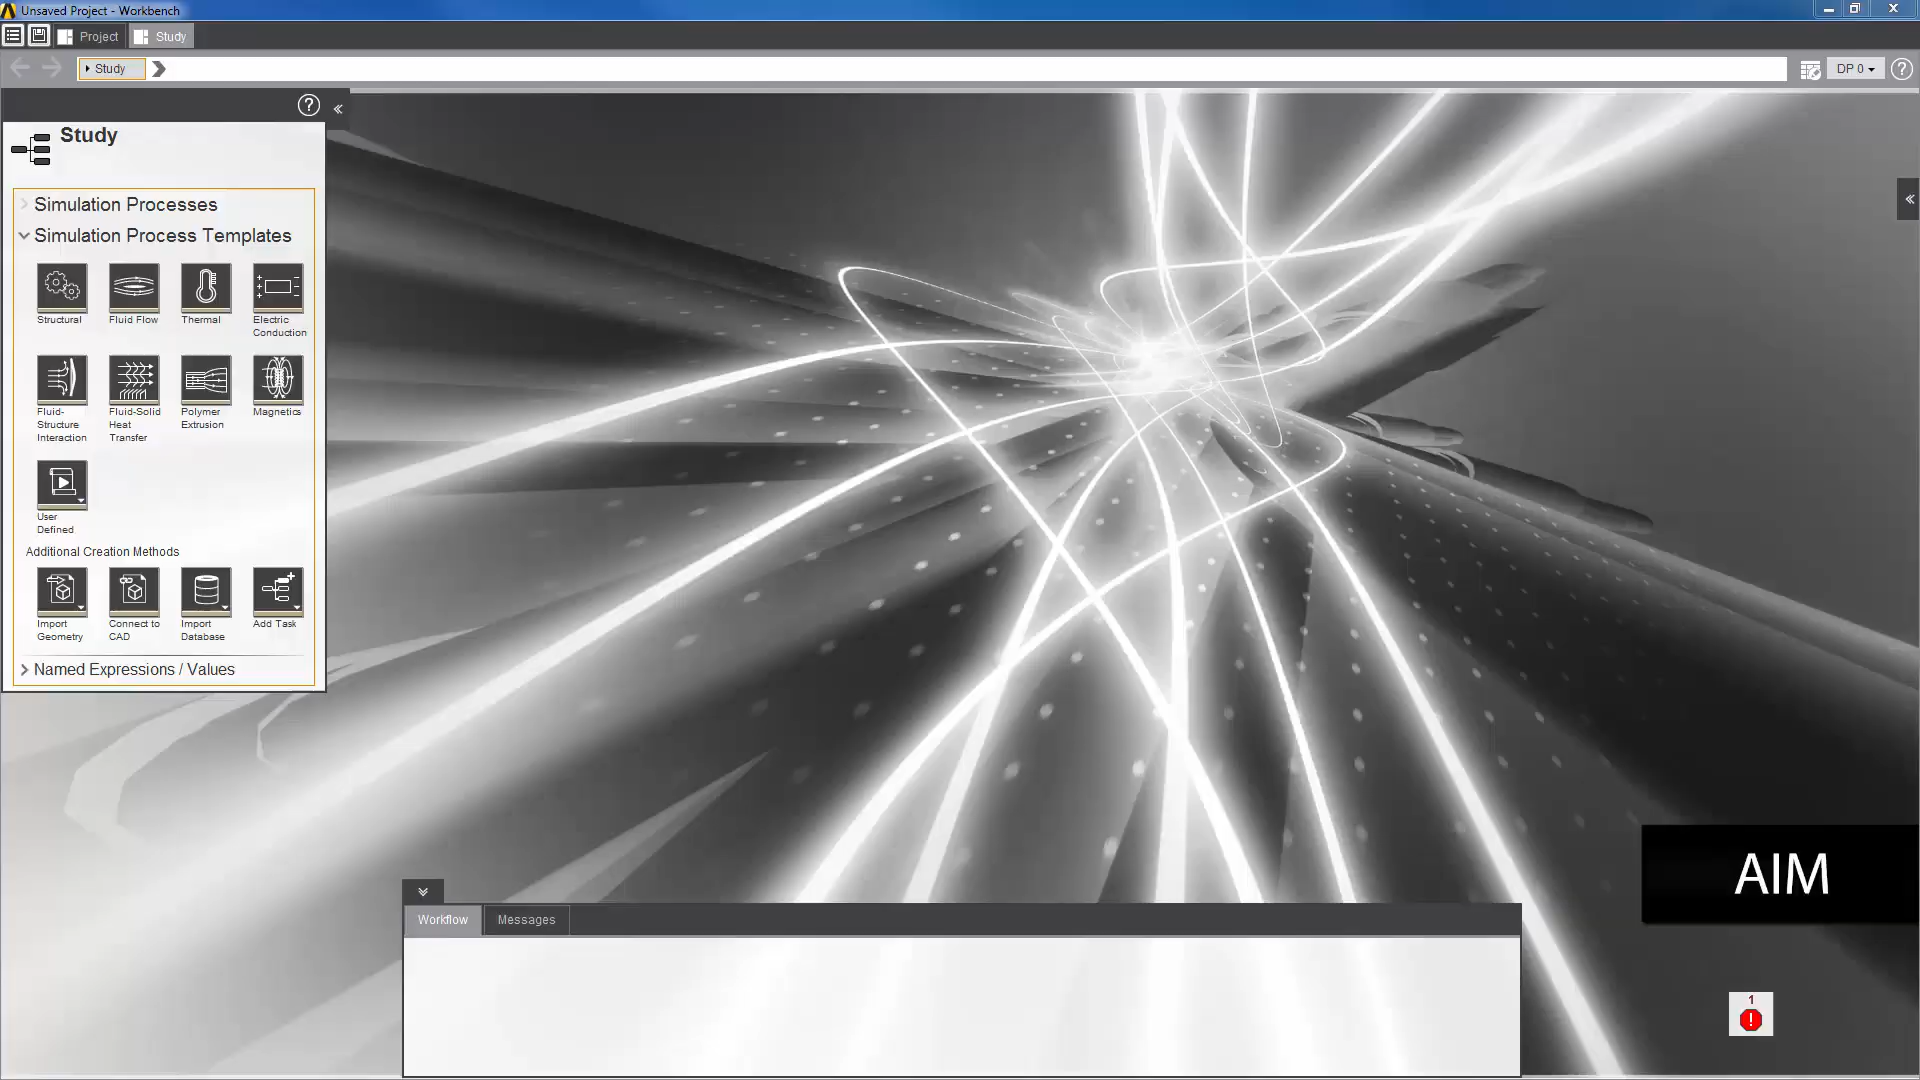 Unsaved Project - Workbench
Project
Study
Study
DP 0
?
?
Study
Simulation Processes
Simulation Process Templates
Structural
Fluid Flow
Thermal
Electric
Conduction
Fluid-
Structure
Interaction
Fluid-Solid
Heat
Transfer
Polymer
Extrusion
Magnetics
User
Defined
Additional Creation Methods
Import
Geometry
Connect to
CAD
Import
Database
Add Task
Named Expressions / Values
AIM
Workflow
Messages
1